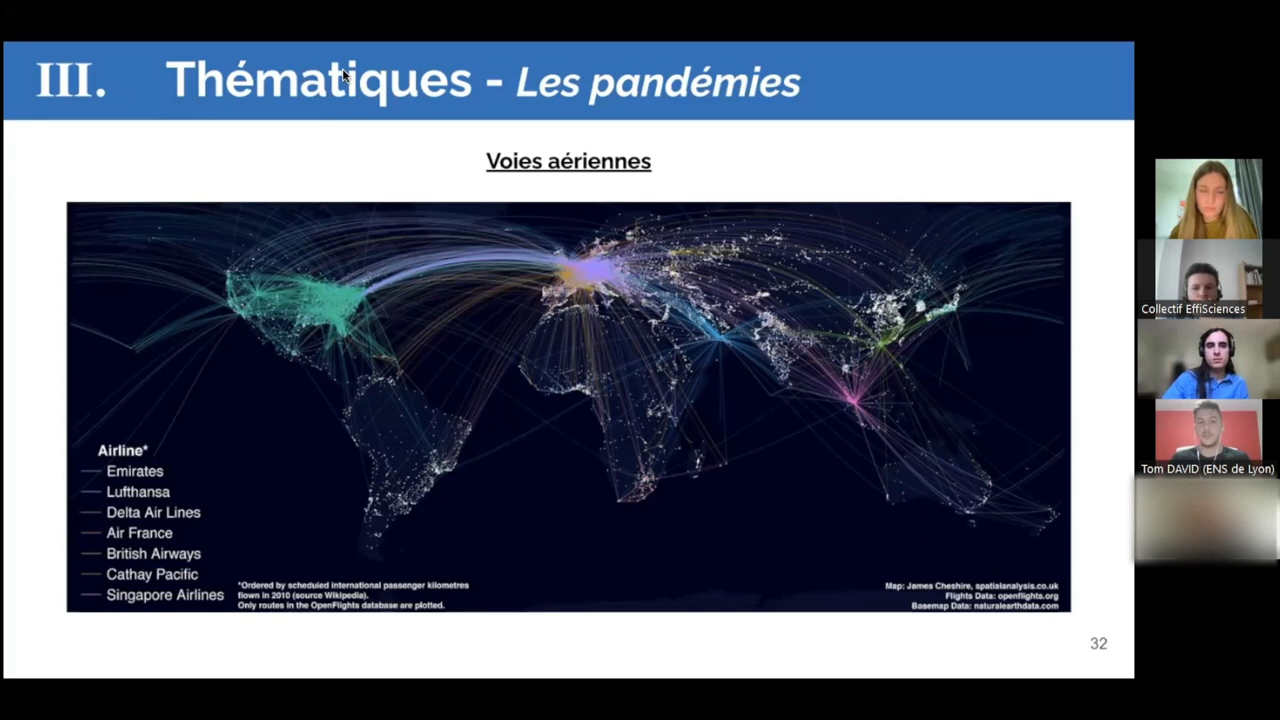 III. Thématiques - Les pandémies
Voies aériennes
Airline*
Emirates
Lufthansa
Delta Air Lines
Air France
British Airways
Cathay Pacific
Singapore Airlines
*Ordered by scheduled international passenger kilometres
flown in 2010 (source Wikipedia).
Only routes in the OpenFlights database are plotted.
Map: James Cheshire, spatialanalysis.co.uk
Flights Data: openflights.org
Basemap Data: naturalearthdata.com
32
Collectif EffiSciences
Tom DAVID (ENS de Lyon)